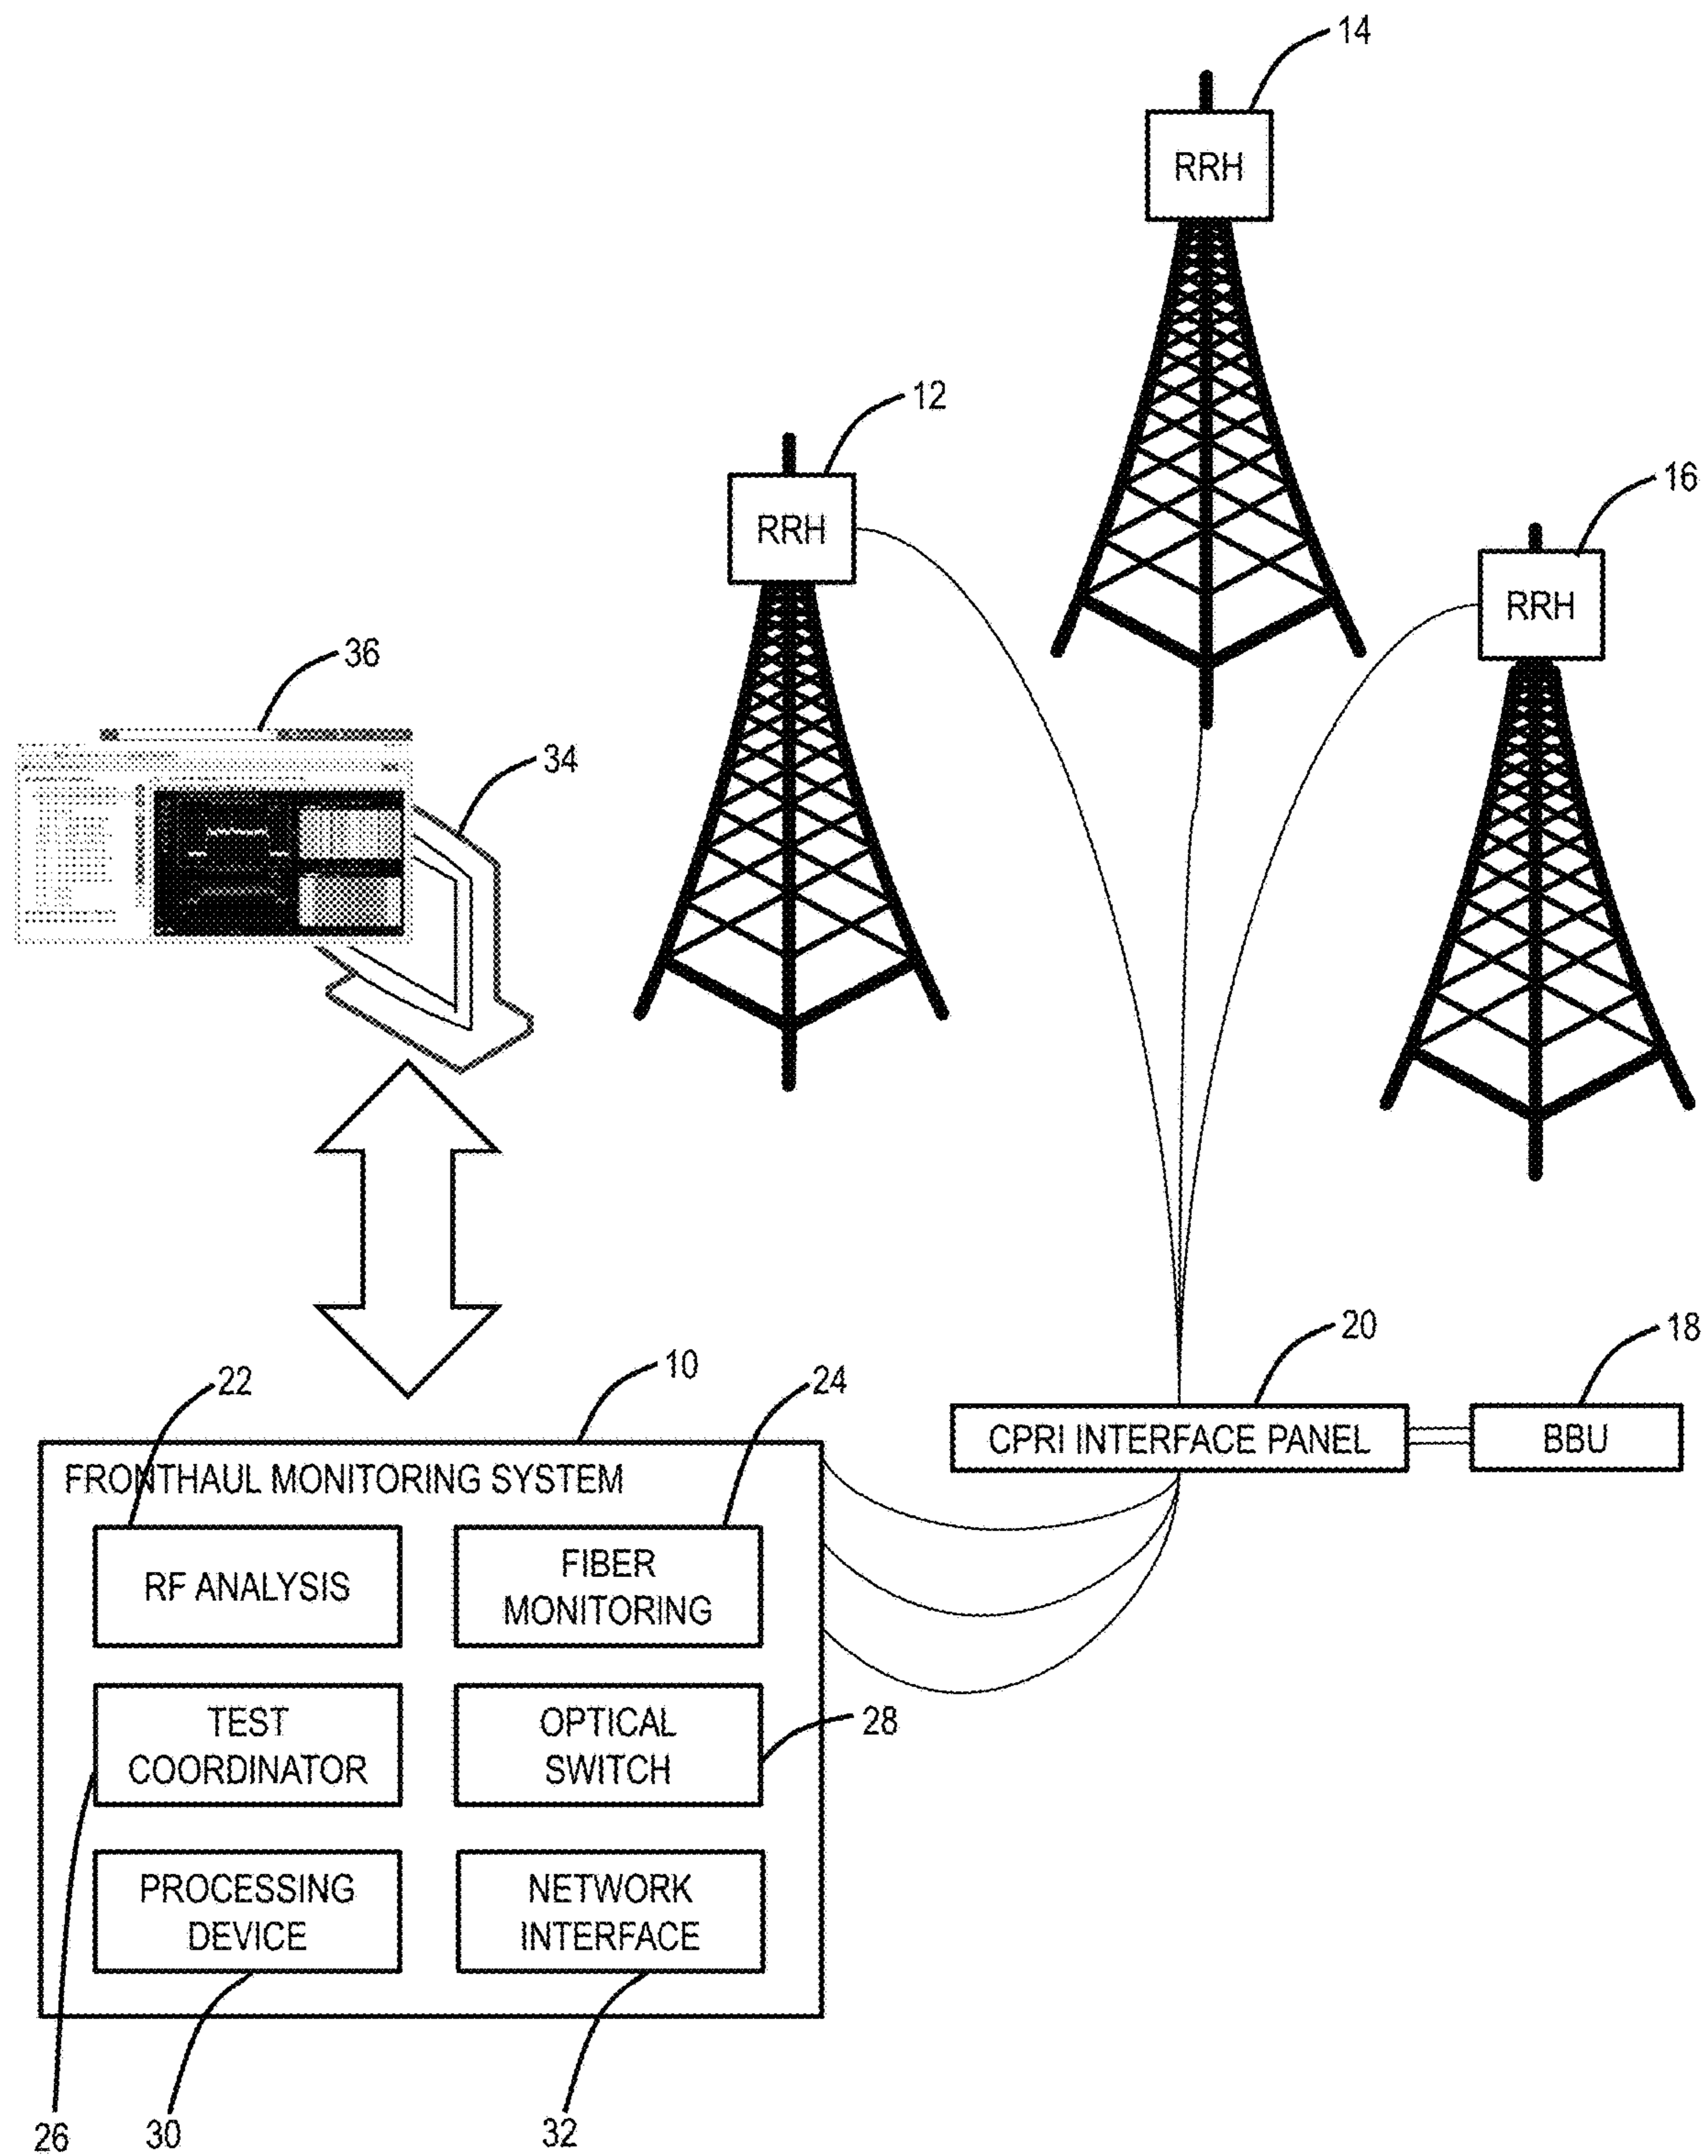 14
RRH
12
RRH
16
RRH
36
34
20
18
CPRI INTERFACE PANEL
BBU
10
22
24
FRONTHAUL MONITORING SYSTEM
RF ANALYSIS
FIBER
MONITORING
TEST
COORDINATOR
OPTICAL
SWITCH
28
PROCESSING
DEVICE
NETWORK
INTERFACE
26
30
32